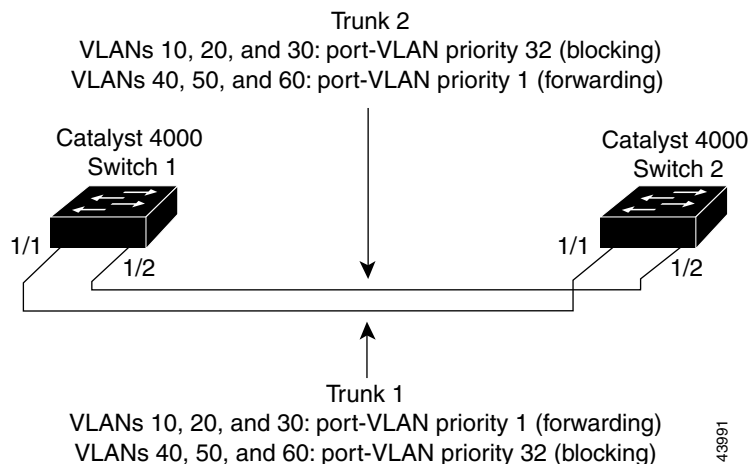 Trunk 2
VLANs 10, 20, and 30: port-VLAN priority 32 (blocking)
VLANs 40, 50, and 60: port-VLAN priority 1 (forwarding)
Catalyst 4000
Switch 1
Catalyst 4000
Switch 2
1/1
1/2
1/1
1/2
Trunk 1
VLANs 10, 20, and 30: port-VLAN priority 1 (forwarding)
VLANs 40, 50, and 60: port-VLAN priority 32 (blocking)
43991